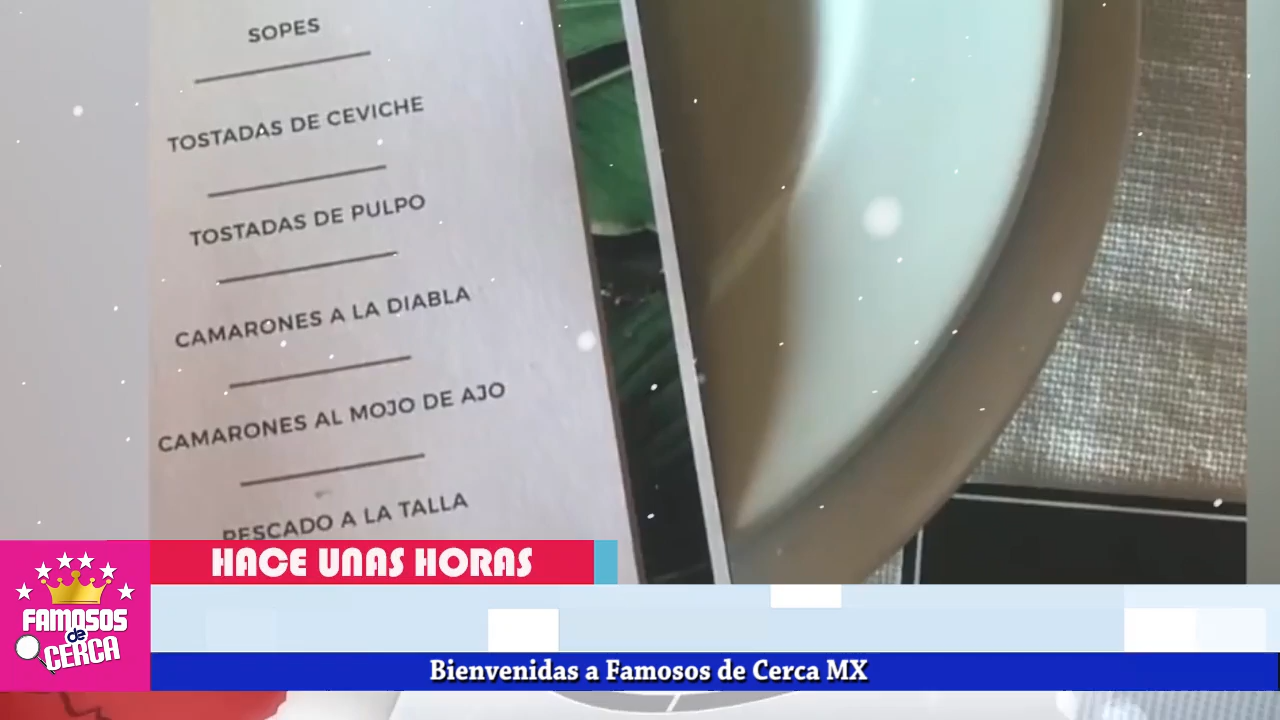 SOPES
TOSTADAS DE CEVICHE
TOSTADAS DE PULPO
CAMARONES A LA DIABLA
CAMARONES AL MOJO DE AJO
PESCADO A LA TALLA
HACE UNAS HORAS
FAMOSOS
de
CERCA
Bienvenidas a Famosos de Cerca MX